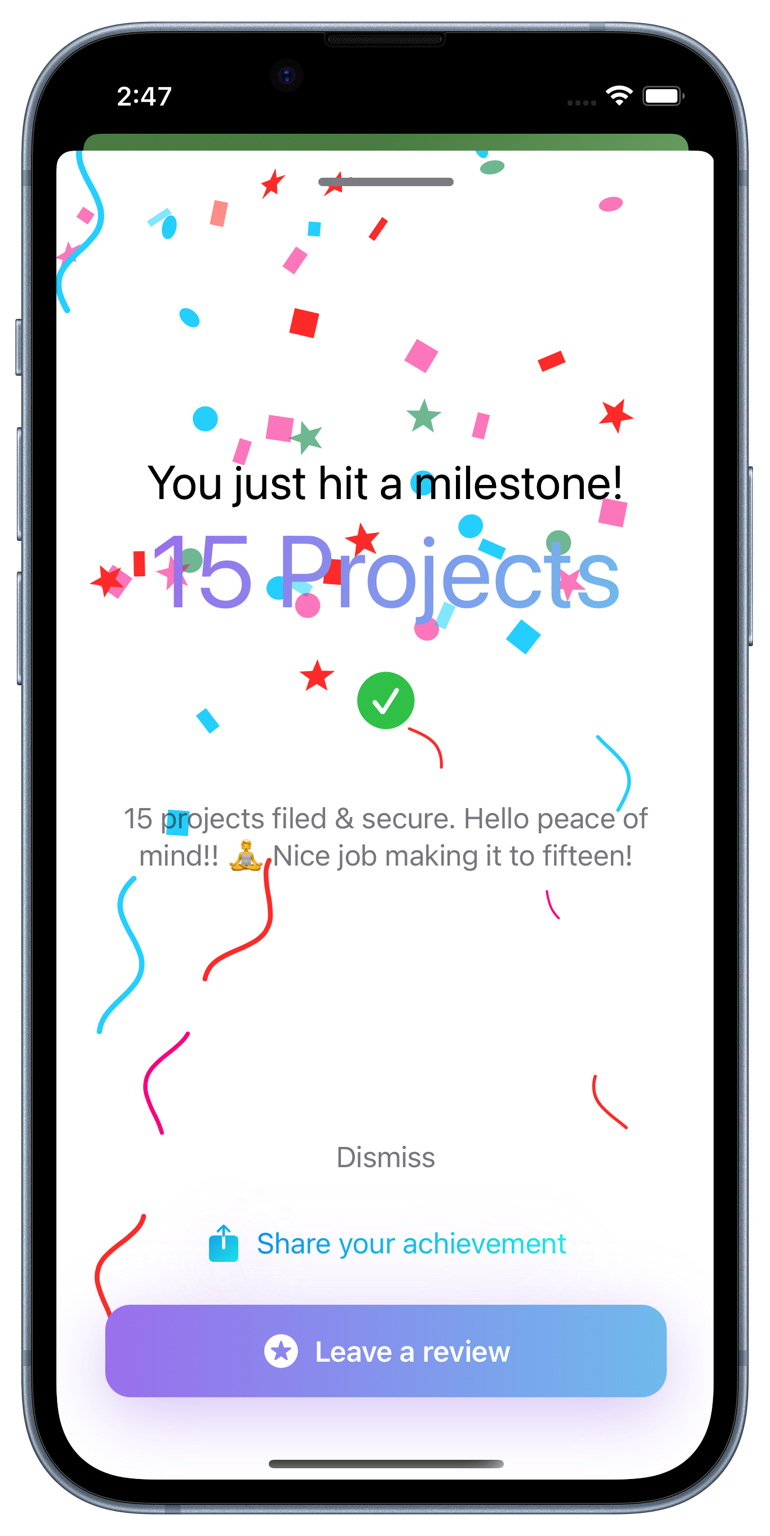 2:47
You just hit a milestone!
15 Projects
15 projects filed & secure. Hello peace of
mind!! 🧘 Nice job making it to fifteen!
Dismiss
Share your achievement
Leave a review